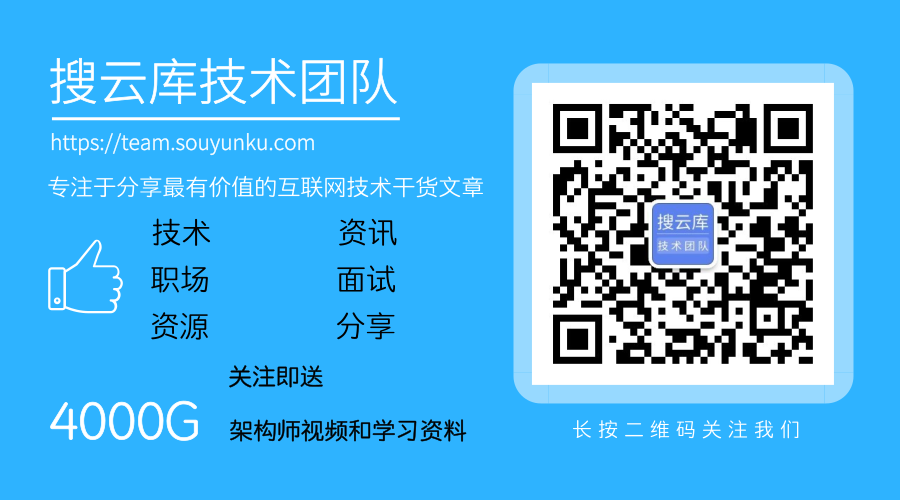 搜云库技术团队
https://team.souyunku.com
专注于分享最有价值的互联网技术干货文章
技术 资讯
职场 面试
资源 分享
关注即送
4000G 架构师视频和学习资料
搜云库
技术团队
长按二维码关注我们